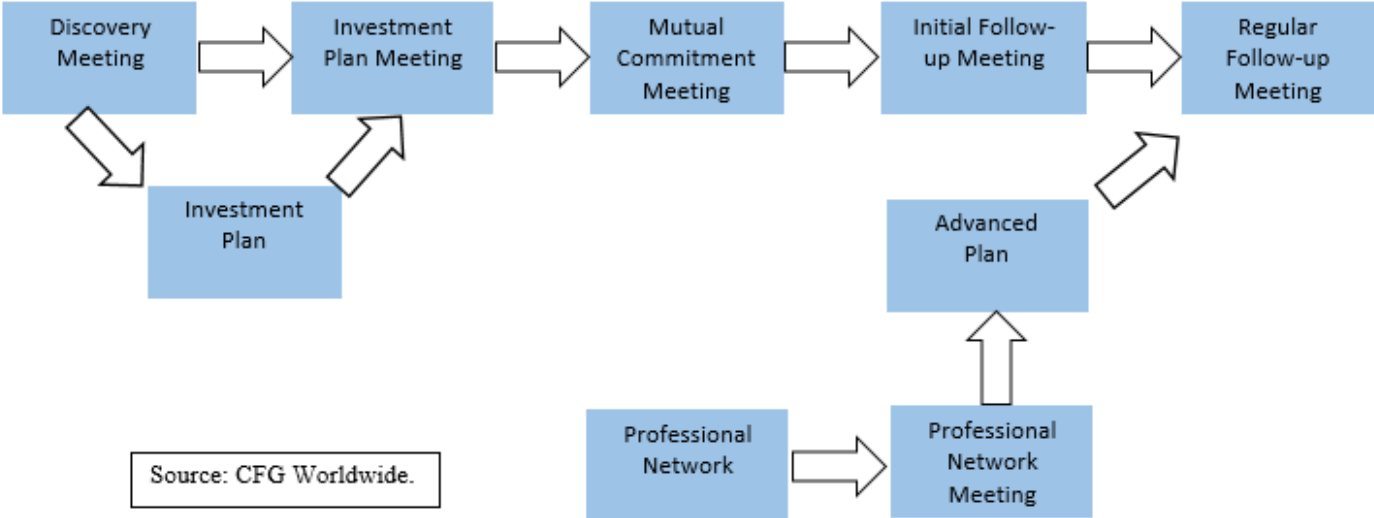 Discovery
Meeting
Investment
Plan Meeting
Mutual
Commitment
Meeting
Initial Follow-
up Meeting
Regular
Follow-up
Meeting
Investment
Plan
Advanced
Plan
Professional
Network
Professional
Network
Meeting
Source: CFG Worldwide.